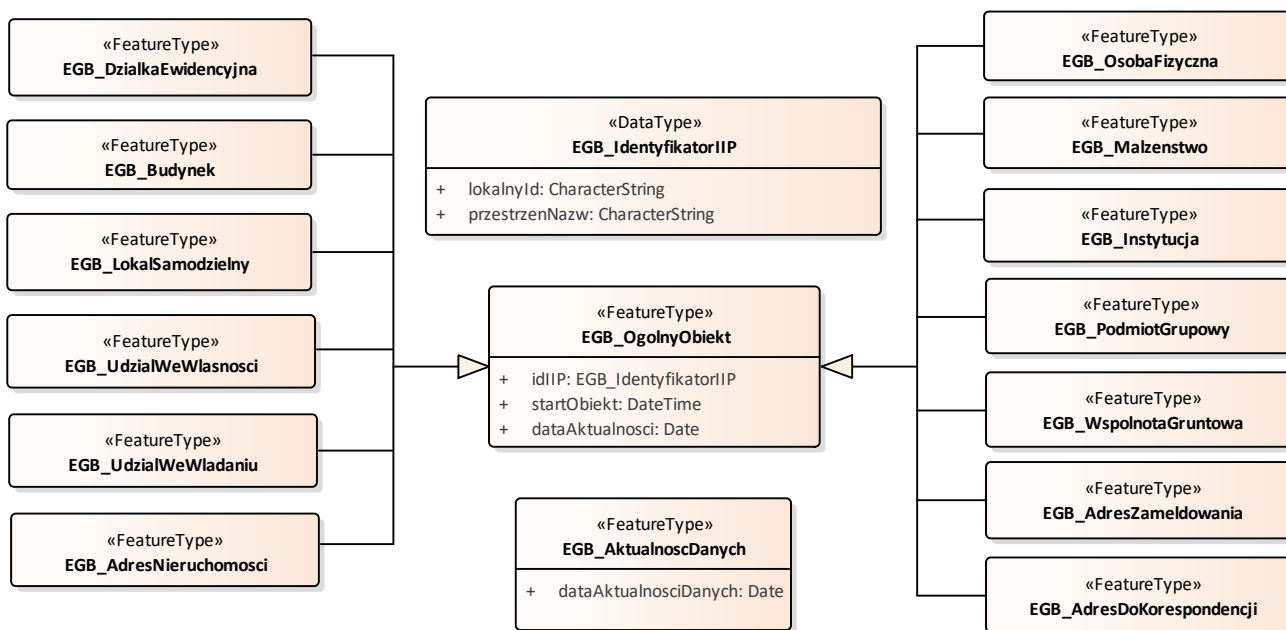 «FeatureType»
EGB_DzialkaEwidencyjna
«FeatureType»
EGB_Budynek
«FeatureType»
EGB_LokalSamodzielny
«FeatureType»
EGB_UdzialWeWlasnosci
«FeatureType»
EGB_UdzialWeWladaniu
«FeatureType»
EGB_AdresNieruchomosci
«DataType»
EGB_IdentyfikatorIIP
+ lokalnyId: CharacterString
+ przestrzenNazw: CharacterString
«FeatureType»
EGB_OgolnyObiekt
+ idIIP: EGB_IdentyfikatorIIP
+ startObiekt: DateTime
+ dataAktualnosci: Date
«FeatureType»
EGB_AktualnoscDanych
+ dataAktualnosciDanych: Date
«FeatureType»
EGB_OsobaFizyczna
«FeatureType»
EGB_Malzenstwo
«FeatureType»
EGB_Instytucja
«FeatureType»
EGB_PodmiotGrupowy
«FeatureType»
EGB_WspolnotaGruntowa
«FeatureType»
EGB_AdresZameldowania
«FeatureType»
EGB_AdresDoKorespondencji